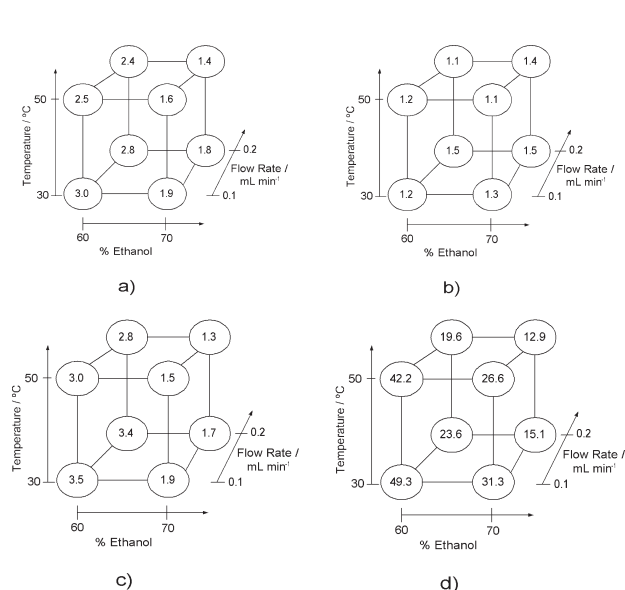 2.4 1.4
50 2.5 1.6
2.8 1.8 0.2
30 3.0 1.9 0.1
Temperature / ºC
Flow Rate /
mL min⁻¹
60 70
% Ethanol
a)
1.1 1.4
50 1.2 1.1
1.5 1.5 0.2
30 1.2 1.3 0.1
Temperature / ºC
Flow Rate /
mL min⁻¹
60 70
% Ethanol
b)
2.8 1.3
50 3.0 1.5
3.4 1.7 0.2
30 3.5 1.9 0.1
Temperature / ºC
Flow Rate /
mL min⁻¹
60 70
% Ethanol
c)
19.6 12.9
50 42.2 26.6
23.6 15.1 0.2
30 49.3 31.3 0.1
Temperature / ºC
Flow Rate /
mL min⁻¹
60 70
% Ethanol
d)